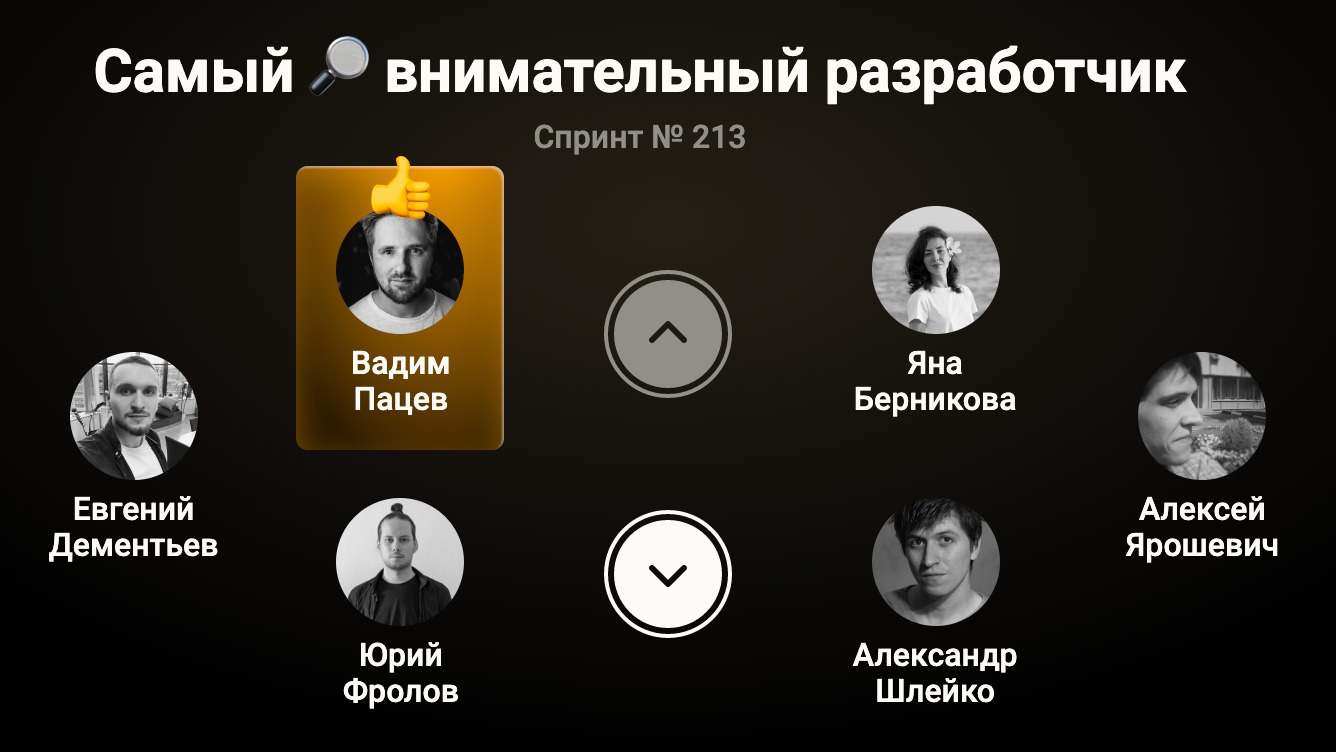 Самый 🔎 внимательный разработчик
Спринт № 213
👍
Вадим
Пацев
Яна
Берникова
Евгений
Дементьев
Алексей
Ярошевич
Юрий
Фролов
Александр
Шлейко